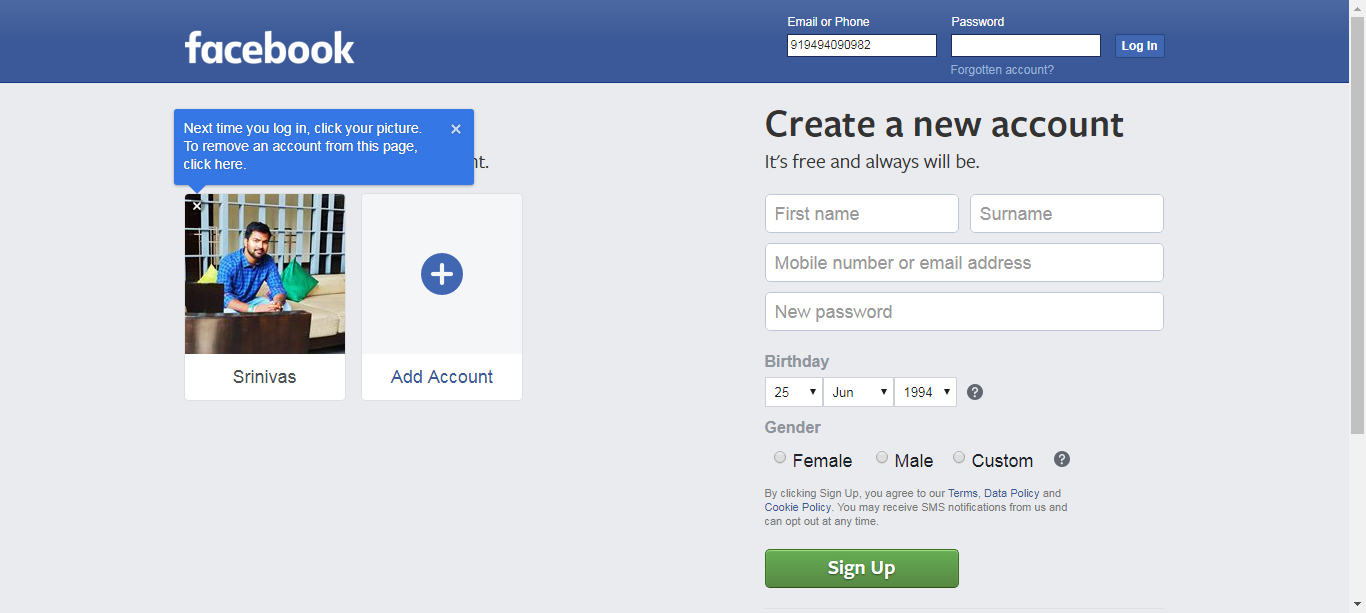 facebook
Email or Phone
Password
919494090982
Log In
Forgotten account?
Next time you log in, click your picture.
To remove an account from this page,
click here.
Srinivas
Add Account
Create a new account
It's free and always will be.
First name
Surname
Mobile number or email address
New password
Birthday
25 Jun 1994 ?
Gender
Female Male Custom ?
By clicking Sign Up, you agree to our Terms, Data Policy and
Cookie Policy. You may receive SMS notifications from us and
can opt out at any time.
Sign Up